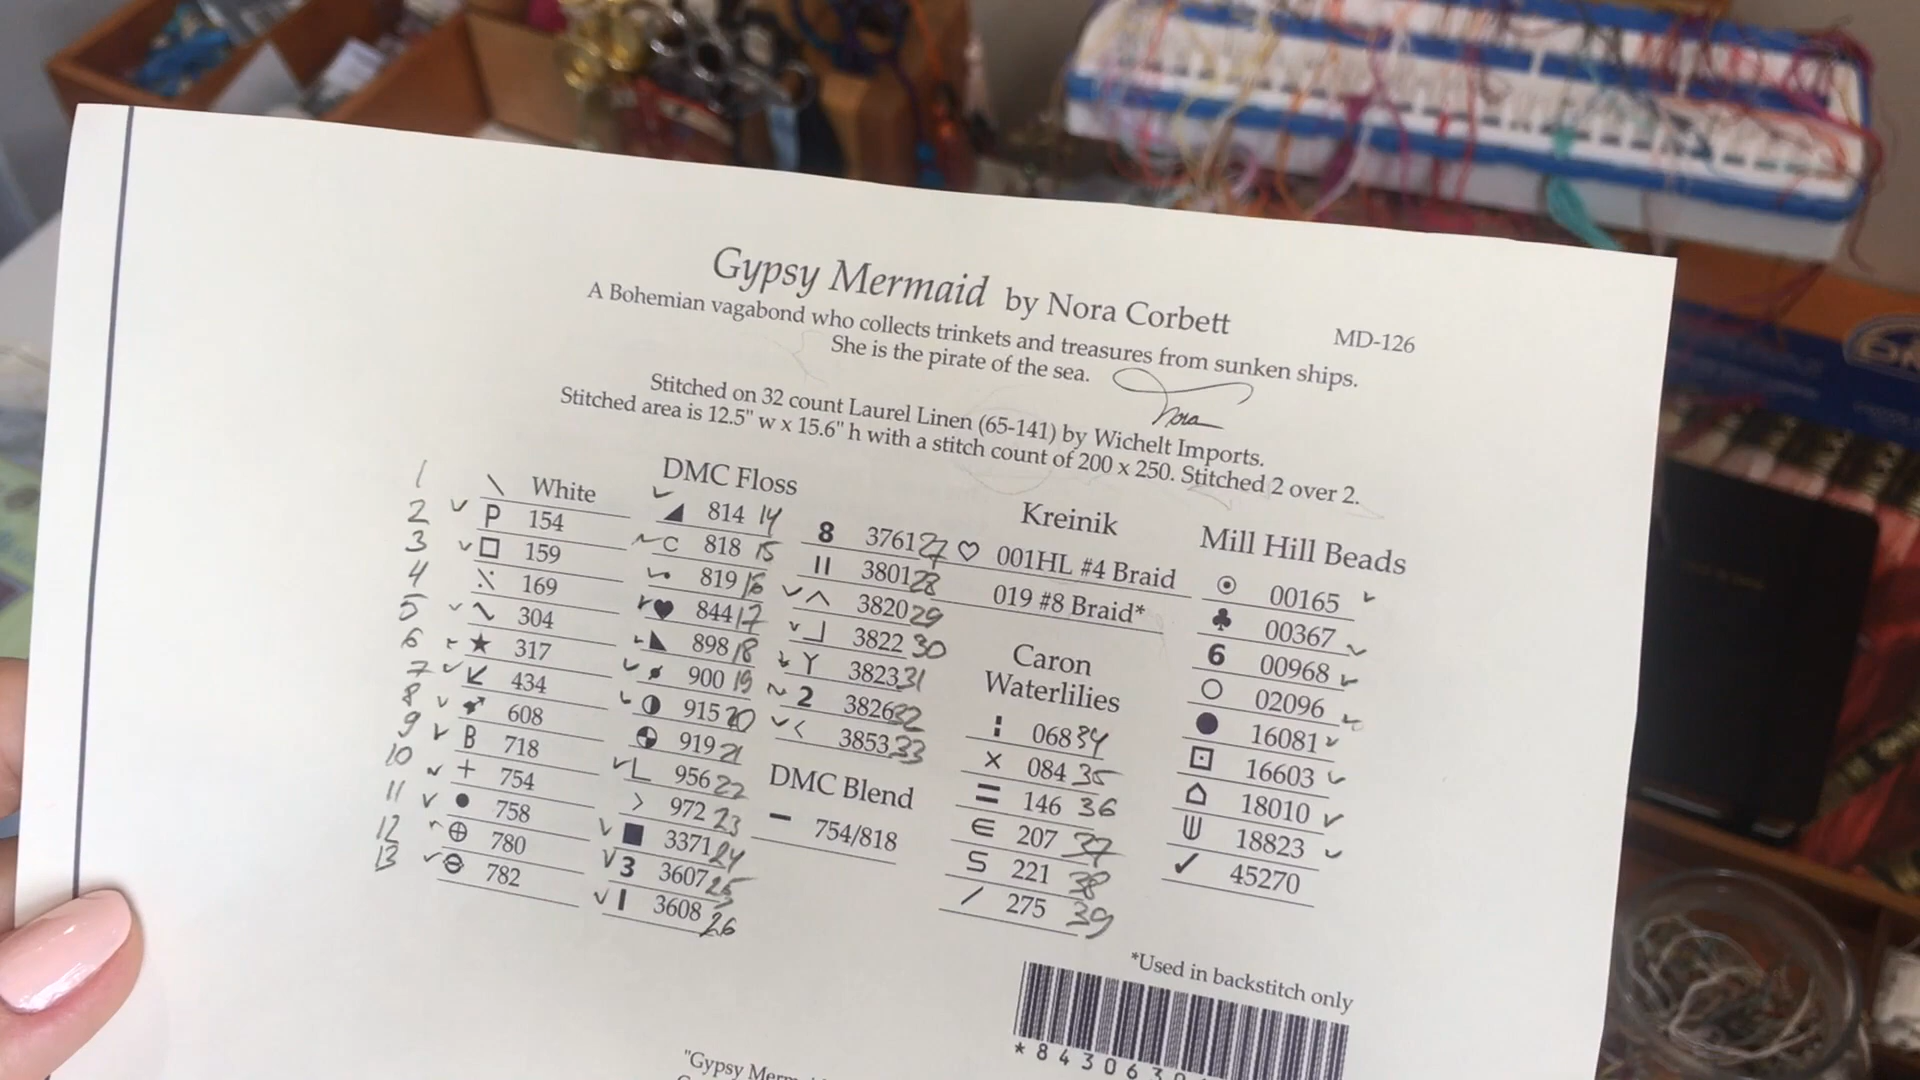 Gypsy Mermaid by Nora Corbett
MD-126
A Bohemian vagabond who collects trinkets and treasures from sunken ships.
She is the pirate of the sea.
Nora
Stitched on 32 count Laurel Linen (65-141) by Wichelt Imports.
Stitched area is 12.5" w x 15.6" h with a stitch count of 200 x 250. Stitched 2 over 2.
DMC Floss
1 \ White
2 ✓ P 154
3 ✓ □ 159
4 169
5 ✓ 304
6 ★ 317
7 ✓ 434
8 ✓ 608
9 ✓ B 718
10 ✓ + 754
11 ✓ ● 758
12 ⊕ 780
13 ✓ ⊖ 782
✓ ◢ 814 14
C 818 15
819 16
✓ ♥ 844 17
◣ 898 18
✓ 900 19
◑ 915 20
919 21
✓ L 956 22
> 972 23
✓ ■ 3371 24
✓ 3 3607 25
✓ I 3608 26
8 3761 27
II 3801 28
✓ ^ 3820 29
✓ ┘ 3822 30
Y 3823 31
2 3826 32
✓ < 3853 33
DMC Blend
– 754/818
Kreinik
♡ 001HL #4 Braid
019 #8 Braid*
Caron
Waterlilies
¦ 068 34
× 084 35
= 146 36
∈ 207 37
S 221 38
/ 275 39
Mill Hill Beads
⊙ 00165 ✓
♣ 00367 ✓
6 00968 ✓
○ 02096 ✓
● 16081 ✓
⊡ 16603 ✓
⌂ 18010 ✓
18823 ✓
✓ 45270
*Used in backstitch only
"Gypsy